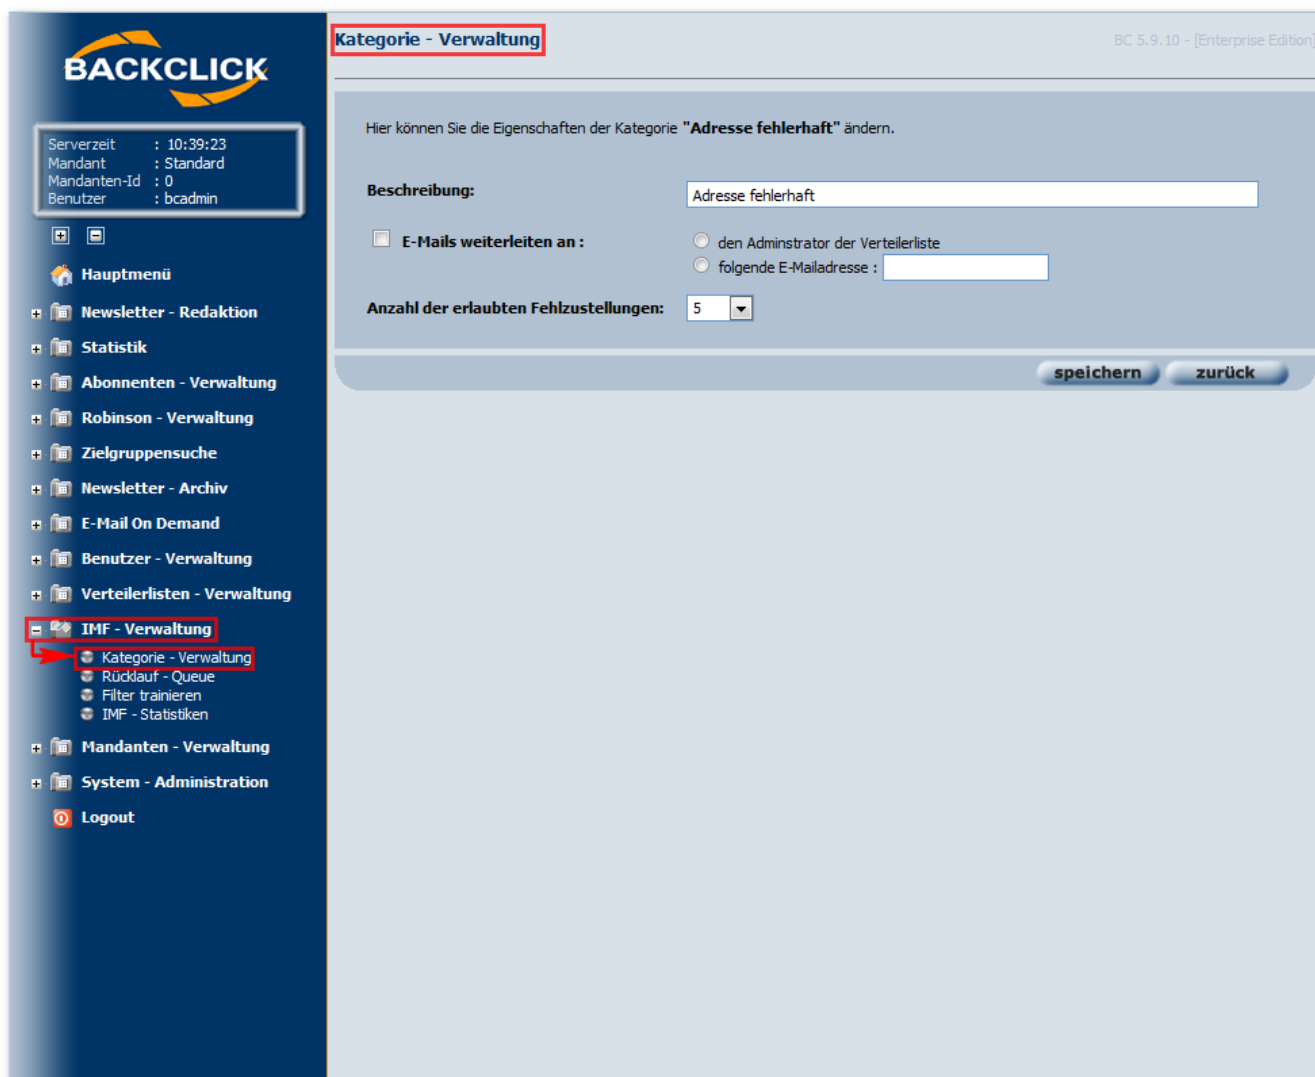 BACKCLICK
Serverzeit : 10:39:23
Mandant : Standard
Mandanten-Id : 0
Benutzer : bcadmin
Hauptmenü
Newsletter - Redaktion
Statistik
Abonnenten - Verwaltung
Robinson - Verwaltung
Zielgruppensuche
Newsletter - Archiv
E-Mail On Demand
Benutzer - Verwaltung
Verteilerlisten - Verwaltung
IMF - Verwaltung
Kategorie - Verwaltung
Rücklauf - Queue
Filter trainieren
IMF - Statistiken
Mandanten - Verwaltung
System - Administration
Logout
Kategorie - Verwaltung
BC 5.9.10 - [Enterprise Edition]
Hier können Sie die Eigenschaften der Kategorie "Adresse fehlerhaft" ändern.
Beschreibung: Adresse fehlerhaft
E-Mails weiterleiten an : den Adminstrator der Verteilerliste
folgende E-Mailadresse :
Anzahl der erlaubten Fehlzustellungen: 5
speichern zurück